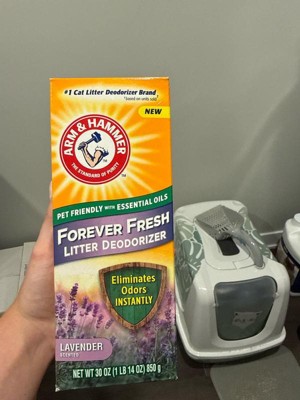 #1 Cat Litter Deodorizer Brand*
*based on units sold
NEW
ARM & HAMMER
THE STANDARD OF PURITY
PET FRIENDLY WITH ESSENTIAL OILS
FOREVER FRESH
LITTER DEODORIZER
Eliminates
Odors
INSTANTLY
LAVENDER
SCENTED
NET WT 30 OZ (1 LB 14 OZ) 850 g